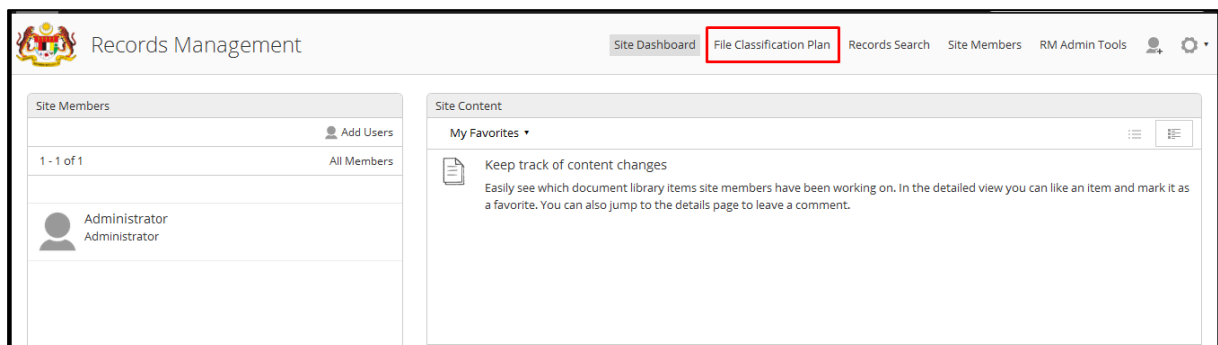 Records Management
Site Dashboard File Classification Plan Records Search Site Members RM Admin Tools
Site Members
Add Users
1 - 1 of 1 All Members
Administrator
Administrator
Site Content
My Favorites
Keep track of content changes
Easily see which document library items site members have been working on. In the detailed view you can like an item and mark it as
a favorite. You can also jump to the details page to leave a comment.